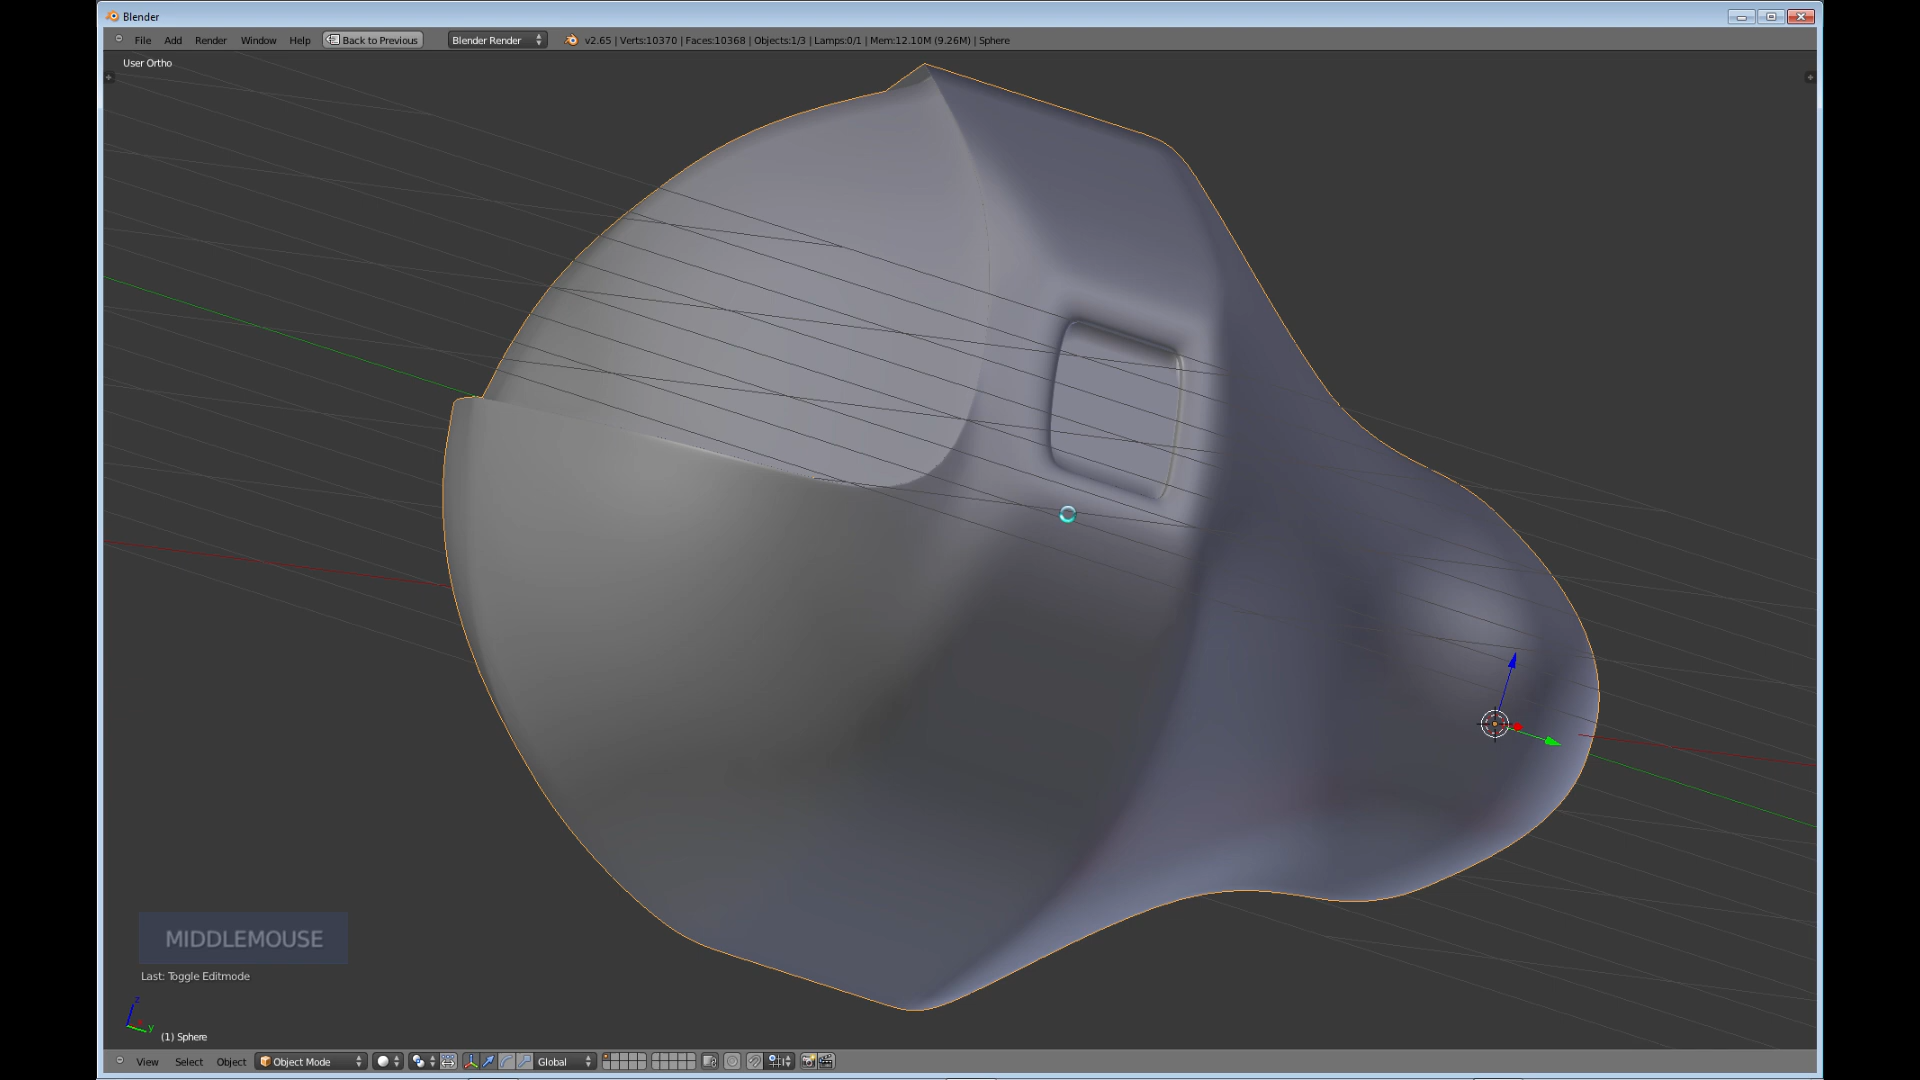 Blender
File Add Render Window Help Back to Previous Blender Render v2.65 | Verts:10370 | Faces:10368 | Objects:1/3 | Lamps:0/1 | Mem:12.10M (9.26M) | Sphere
User Ortho
MIDDLEMOUSE
Last: Toggle Editmode
z
y
(1) Sphere
View Select Object Object Mode Global